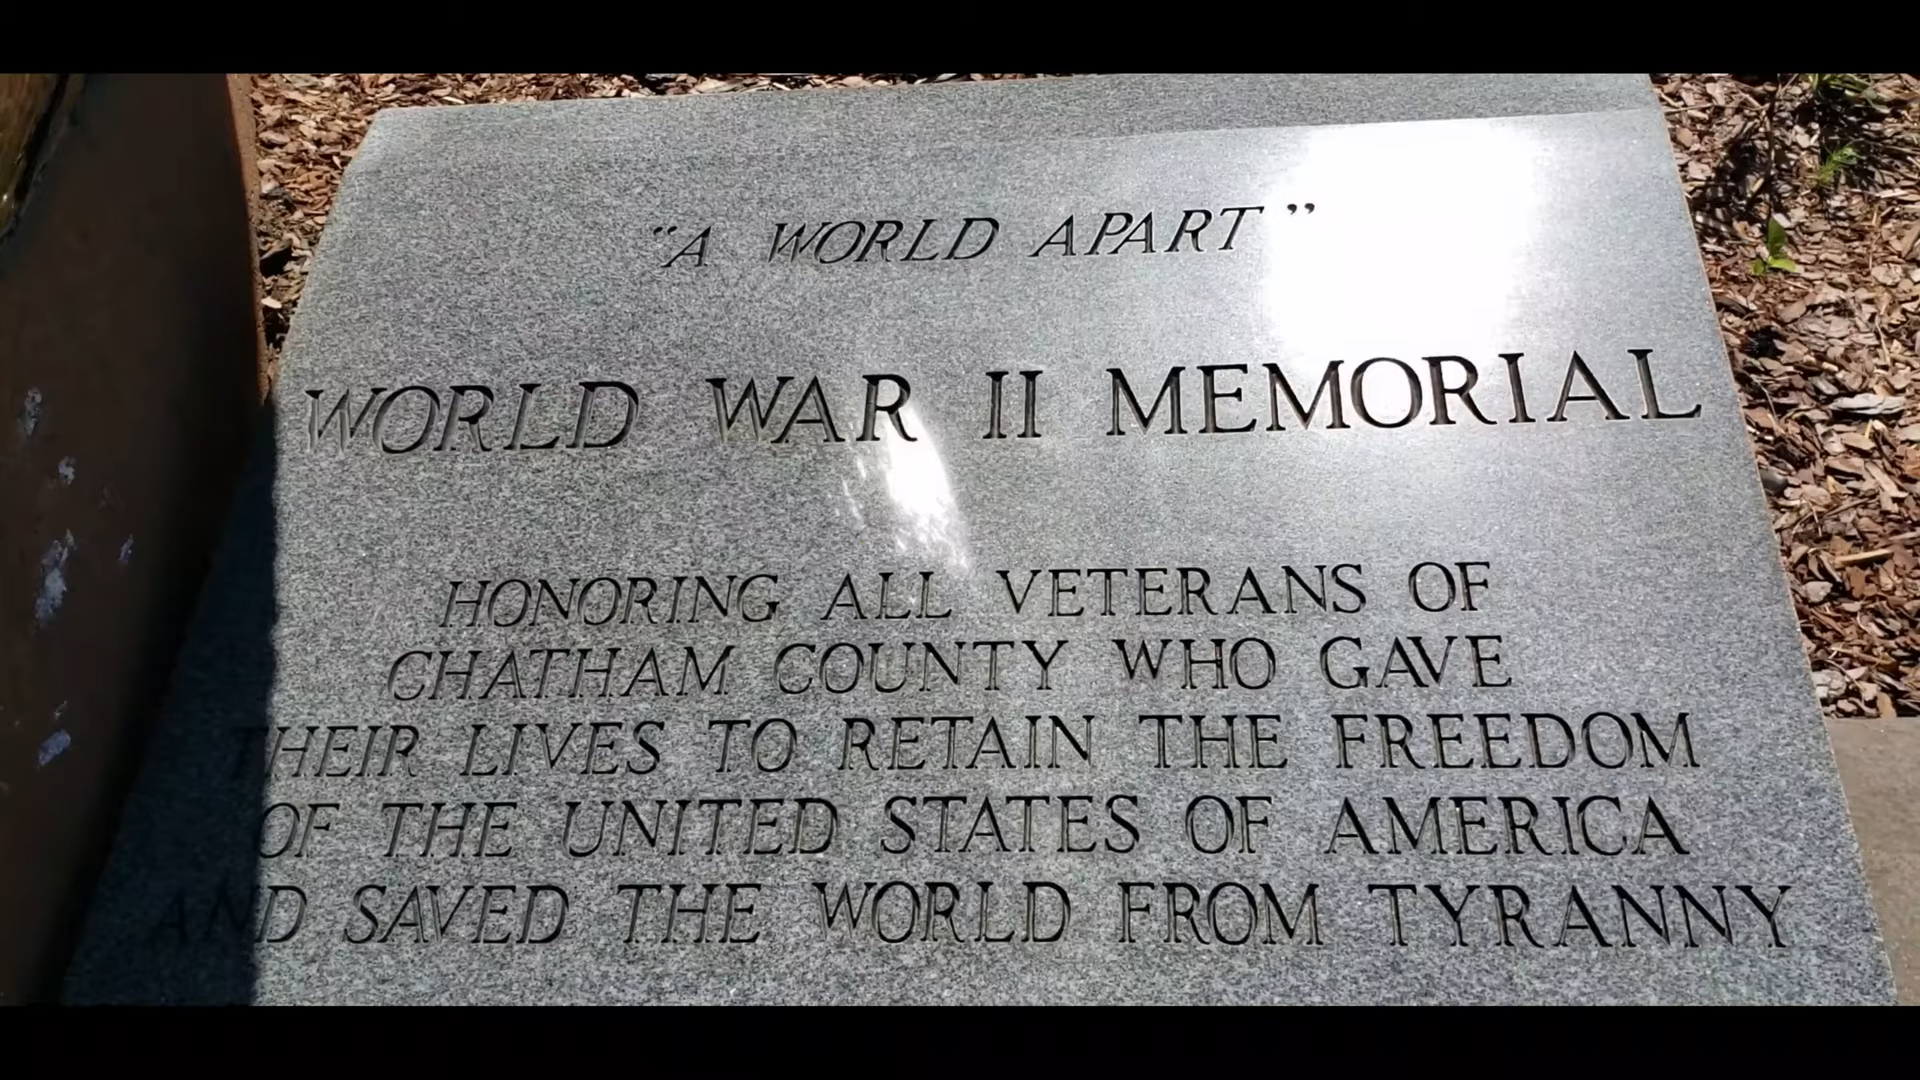 "A WORLD APART"
WORLD WAR II MEMORIAL
HONORING ALL VETERANS OF
CHATHAM COUNTY WHO GAVE
THEIR LIVES TO RETAIN THE FREEDOM
OF THE UNITED STATES OF AMERICA
AND SAVED THE WORLD FROM TYRANNY